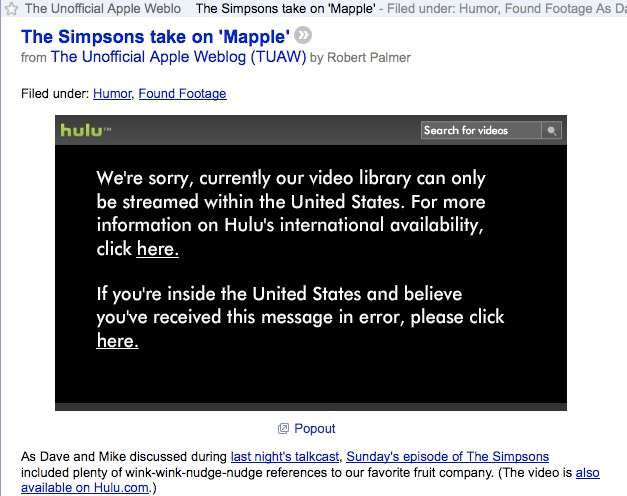 The Unofficial Apple Weblo The Simpsons take on 'Mapple' - Filed under: Humor, Found Footage As Da
The Simpsons take on 'Mapple' »
from The Unofficial Apple Weblog (TUAW) by Robert Palmer
Filed under: Humor, Found Footage
hulu™ Search for videos
We're sorry, currently our video library can only
be streamed within the United States. For more
information on Hulu's international availability,
click here.
If you're inside the United States and believe
you've received this message in error, please click
here.
Popout
As Dave and Mike discussed during last night's talkcast, Sunday's episode of The Simpsons
included plenty of wink-wink-nudge-nudge references to our favorite fruit company. (The video is also
available on Hulu.com.)